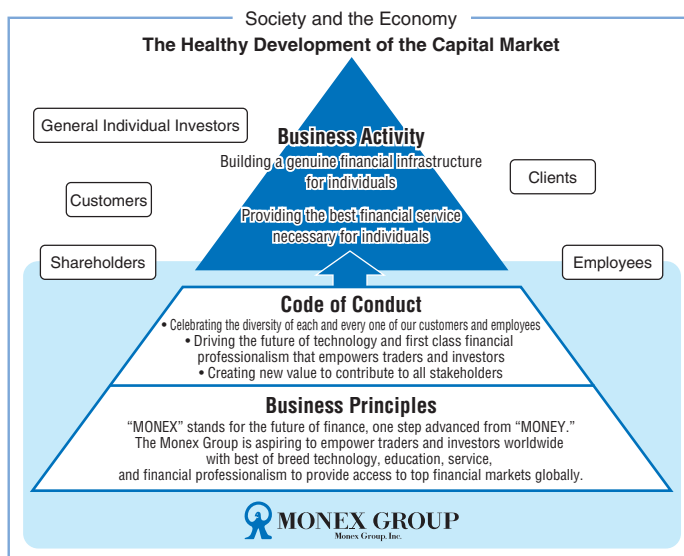 Society and the Economy
The Healthy Development of the Capital Market
General Individual Investors
Customers
Shareholders
Business Activity
Building a genuine financial infrastructure
for individuals
Providing the best financial service
necessary for individuals
Clients
Employees
Code of Conduct
• Celebrating the diversity of each and every one of our customers and employees
• Driving the future of technology and first class financial
professionalism that empowers traders and investors
• Creating new value to contribute to all stakeholders
Business Principles
“MONEX” stands for the future of finance, one step advanced from “MONEY.”
The Monex Group is aspiring to empower traders and investors worldwide
with best of breed technology, education, service,
and financial professionalism to provide access to top financial markets globally.
MONEX GROUP
Monex Group, Inc.